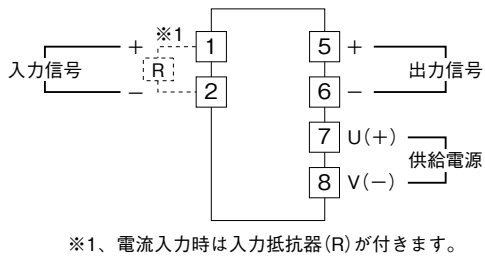 ※1
+ 1 5 +
入力信号 R 出力信号
− 2 6 −
7 U(+)
供給電源
8 V(−)
※1、電流入力時は入力抵抗器(R)が付きます。